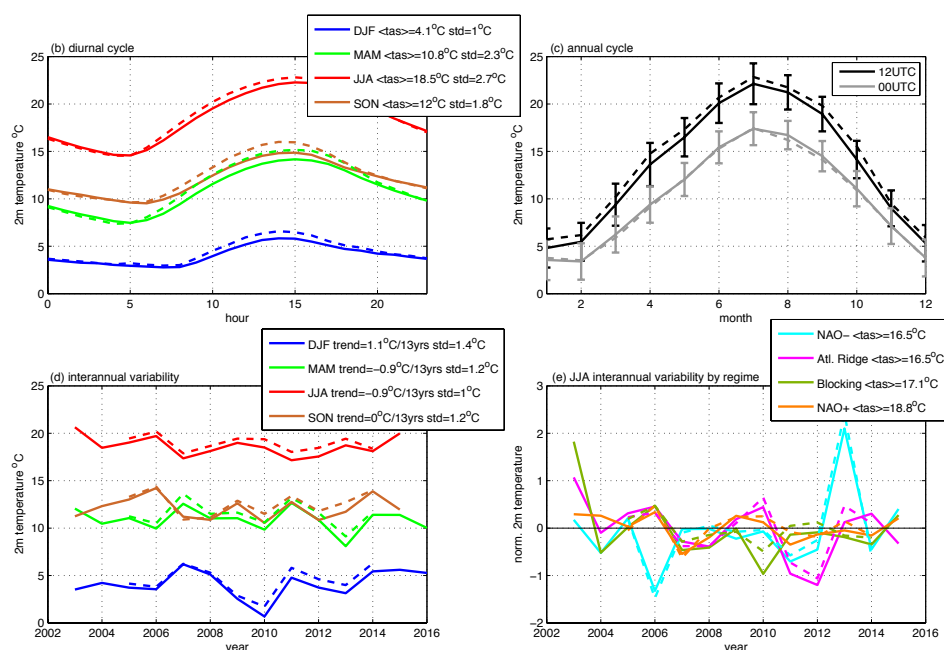 (b) diurnal cycle
DJF <tas>=4.1°C std=1°C
MAM <tas>=10.8°C std=2.3°C
JJA <tas>=18.5°C std=2.7°C
SON <tas>=12°C std=1.8°C
2m temperature °C
25
20
15
10
5
0
0 5 10 15 20
hour
(c) annual cycle
12UTC
00UTC
2m temperature °C
25
20
15
10
5
0
2 4 6 8 10 12
month
(d) interannual variability
DJF trend=1.1°C/13yrs std=1.4°C
MAM trend=−0.9°C/13yrs std=1.2°C
JJA trend=−0.9°C/13yrs std=1°C
SON trend=0°C/13yrs std=1.2°C
2m temperature °C
25
20
15
10
5
0
2002 2004 2006 2008 2010 2012 2014 2016
year
(e) JJA interannual variability by regime
NAO− <tas>=16.5°C
Atl. Ridge <tas>=16.5°C
Blocking <tas>=17.1°C
NAO+ <tas>=18.8°C
norm. 2m temperature
3
2
1
0
−1
−2
2002 2004 2006 2008 2010 2012 2014 2016
year